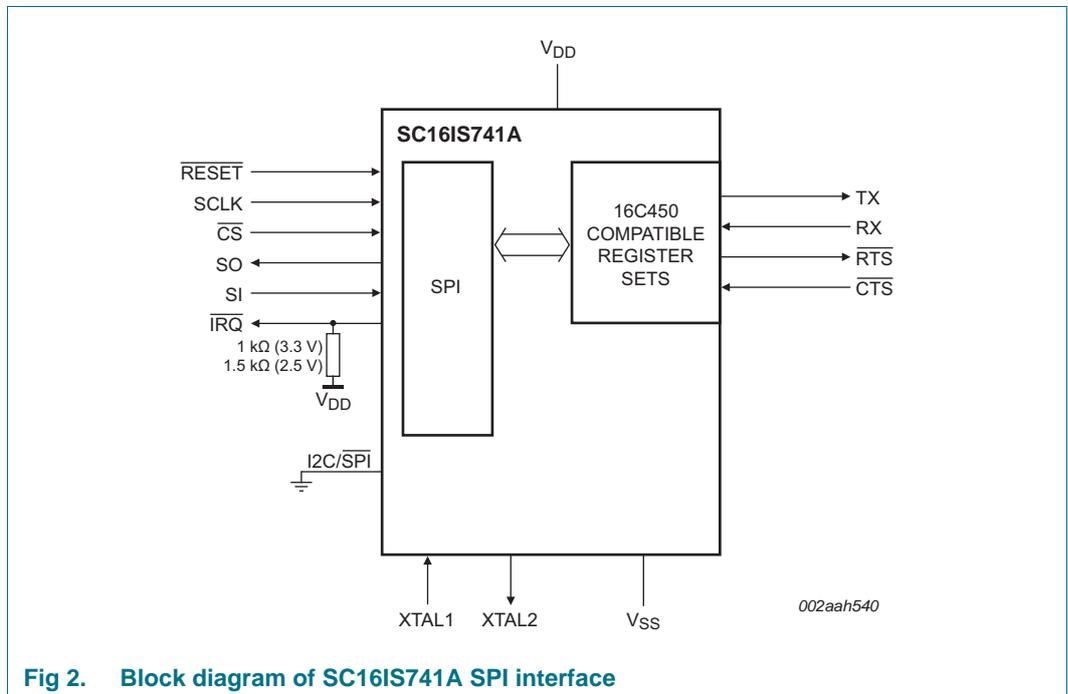 VDD
SC16IS741A
RESET
SCLK
CS
SO
SI
IRQ
1 kΩ (3.3 V)
1.5 kΩ (2.5 V)
VDD
I2C/SPI
SPI
16C450
COMPATIBLE
REGISTER
SETS
TX
RX
RTS
CTS
XTAL1
XTAL2
VSS
002aah540
Fig 2. Block diagram of SC16IS741A SPI interface